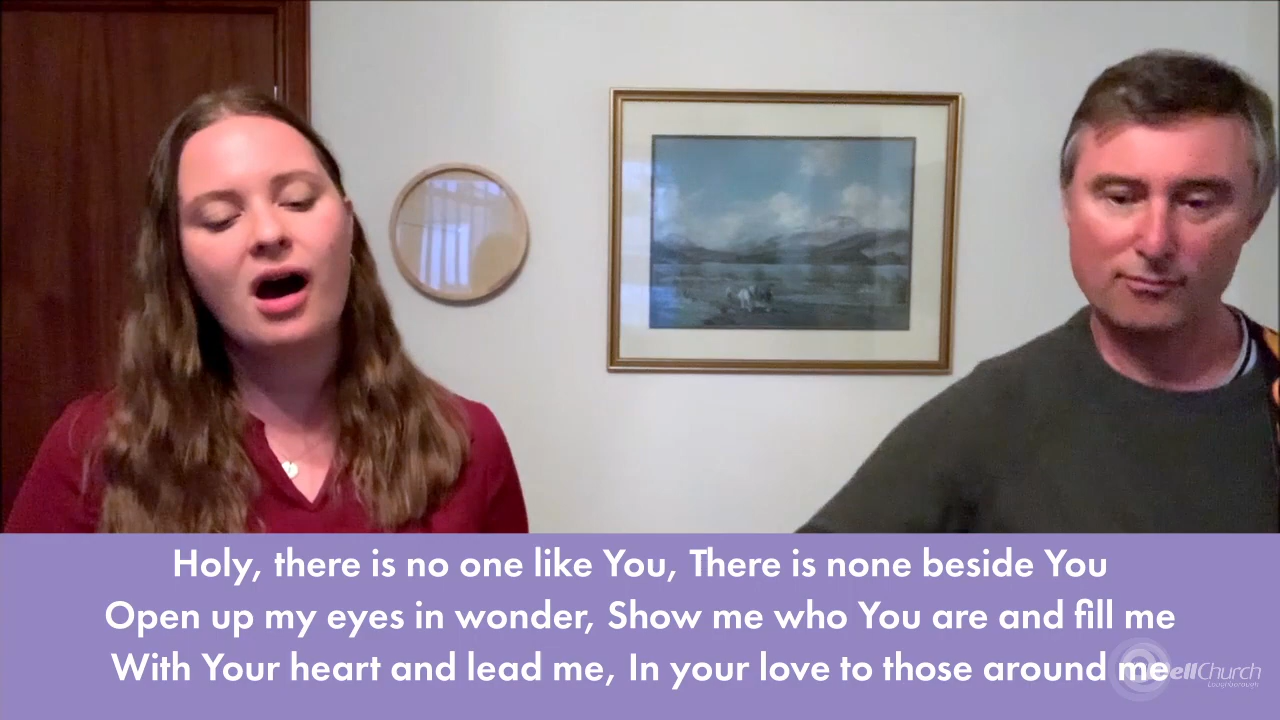 Holy, there is no one like You, There is none beside You
Open up my eyes in wonder, Show me who You are and fill me
With Your heart and lead me, In your love to those around me
ellChurch
Loughborough